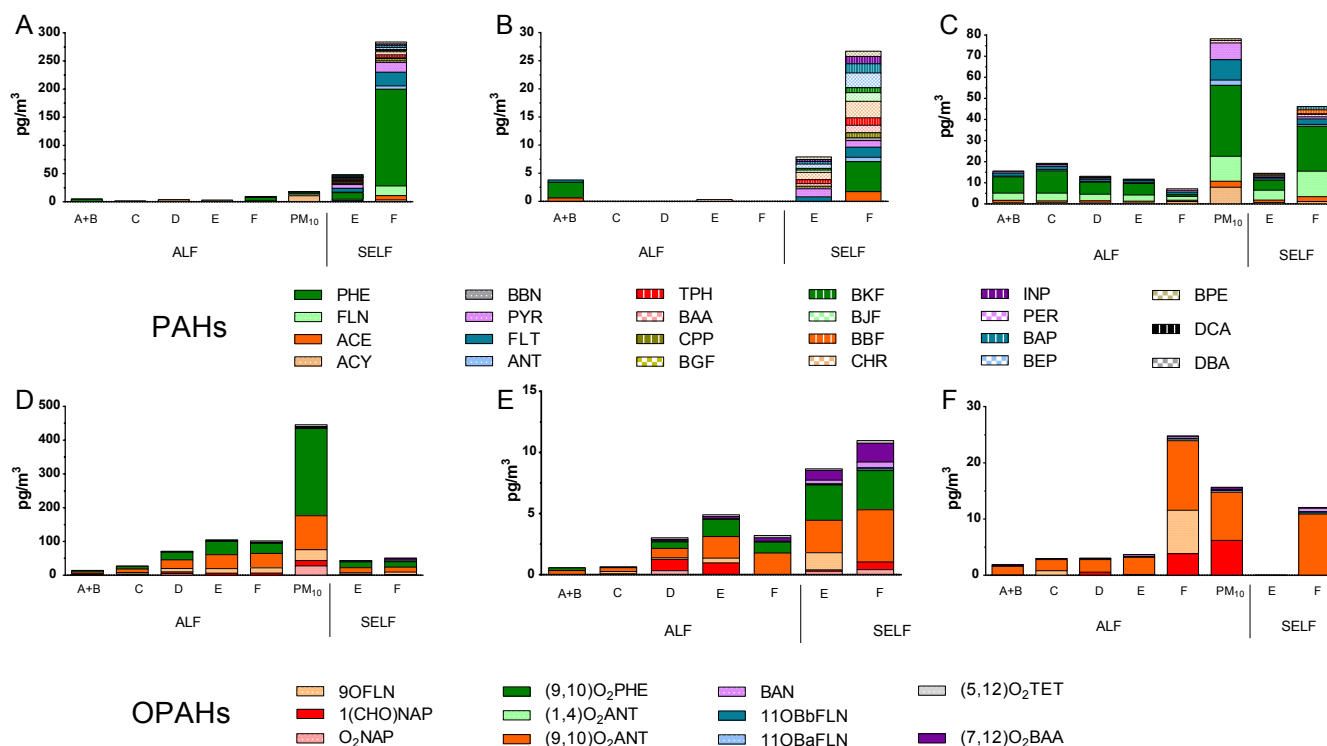 A
B
C
300
250
200
150
100
50
0
pg/m³
A+B C D E F PM₁₀ E F
ALF SELF
30
25
20
15
10
5
0
pg/m³
A+B C D E F E F
ALF SELF
80
70
60
50
40
30
20
10
0
pg/m³
A+B C D E F PM₁₀ E F
ALF SELF
PAHs
PHE BBN TPH BKF INP BPE
FLN PYR BAA BJF PER DCA
ACE FLT CPP BBF BAP DBA
ACY ANT BGF CHR BEP
D
E
F
500
400
300
200
100
0
pg/m³
A+B C D E F PM₁₀ E F
ALF SELF
15
10
5
0
pg/m³
A+B C D E F E F
ALF SELF
30
20
10
0
pg/m³
A+B C D E F PM₁₀ E F
ALF SELF
OPAHs
9OFLN (9,10)O₂PHE BAN (5,12)O₂TET
1(CHO)NAP (1,4)O₂ANT 11OBbFLN
O₂NAP (9,10)O₂ANT 11OBaFLN (7,12)O₂BAA